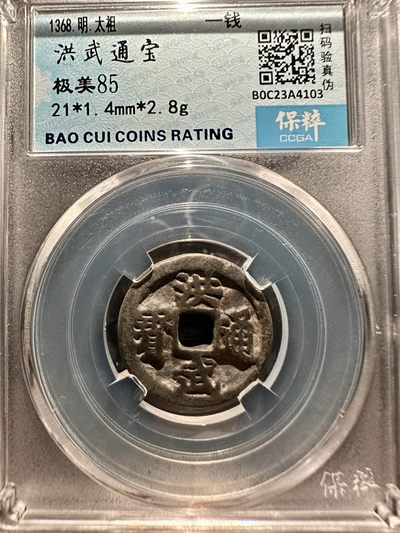 1368.明.太祖
一钱
洪武通宝
极美85
21*1.4mm*2.8g
BAO CUI COINS RATING
扫码验真伪
B0C23A4103
保粹
CCGA
洪武通寳
保粹